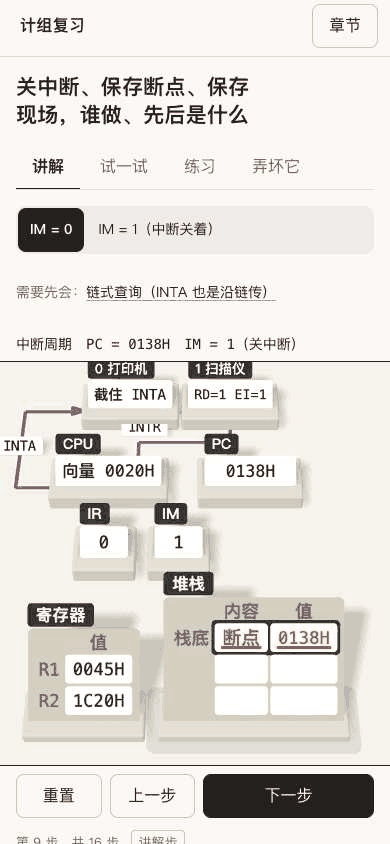 计组复习
章节
关中断、保存断点、保存
现场，谁做、先后是什么
讲解 试一试 练习 弄坏它
IM = 0 IM = 1（中断关着）
需要先会： 链式查询（INTA 也是沿链传）
中断周期 PC = 0138H IM = 1（关中断）
0 打印机 1 扫描仪
截住 INTA RD=1 EI=1
INTR
INTA
CPU PC
向量 0020H 0138H
IR IM
0 1
堆栈
寄存器
内容 值
值
栈底 断点 0138H
R1 0045H
R2 1C20H
重置 上一步 下一步
第 9 步，共 16 步 讲解步